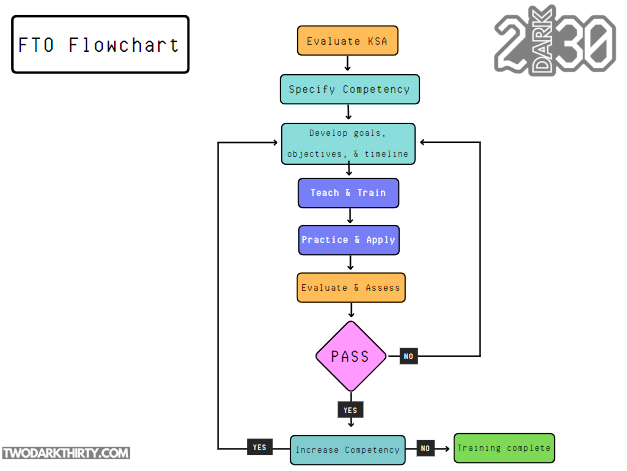 FTO Flowchart
2 DARK 30
Evaluate KSA
Specify Competency
Develop goals,
objectives, & timeline
Teach & Train
Practice & Apply
Evaluate & Assess
PASS
NO
YES
YES
Increase Competency
NO
Training complete
TWODARKTHIRTY.COM